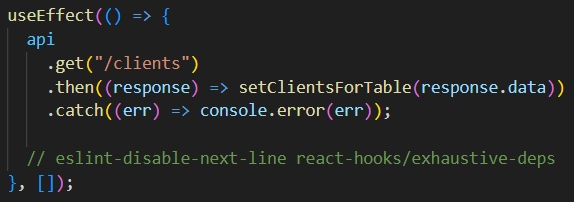 useEffect(() => {
  api
    .get("/clients")
    .then((response) => setClientsForTable(response.data))
    .catch((err) => console.error(err));

  // eslint-disable-next-line react-hooks/exhaustive-deps
}, []);